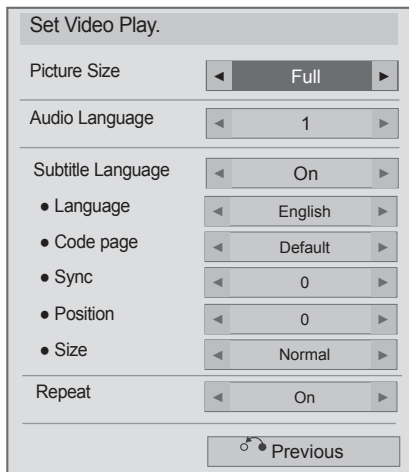 Set Video Play.
Picture Size ◄ Full ►
Audio Language ◄ 1 ►
Subtitle Language ◄ On ►
● Language ◄ English ►
● Code page ◄ Default ►
● Sync ◄ 0 ►
● Position ◄ 0 ►
● Size ◄ Normal ►
Repeat ◄ On ►
Previous